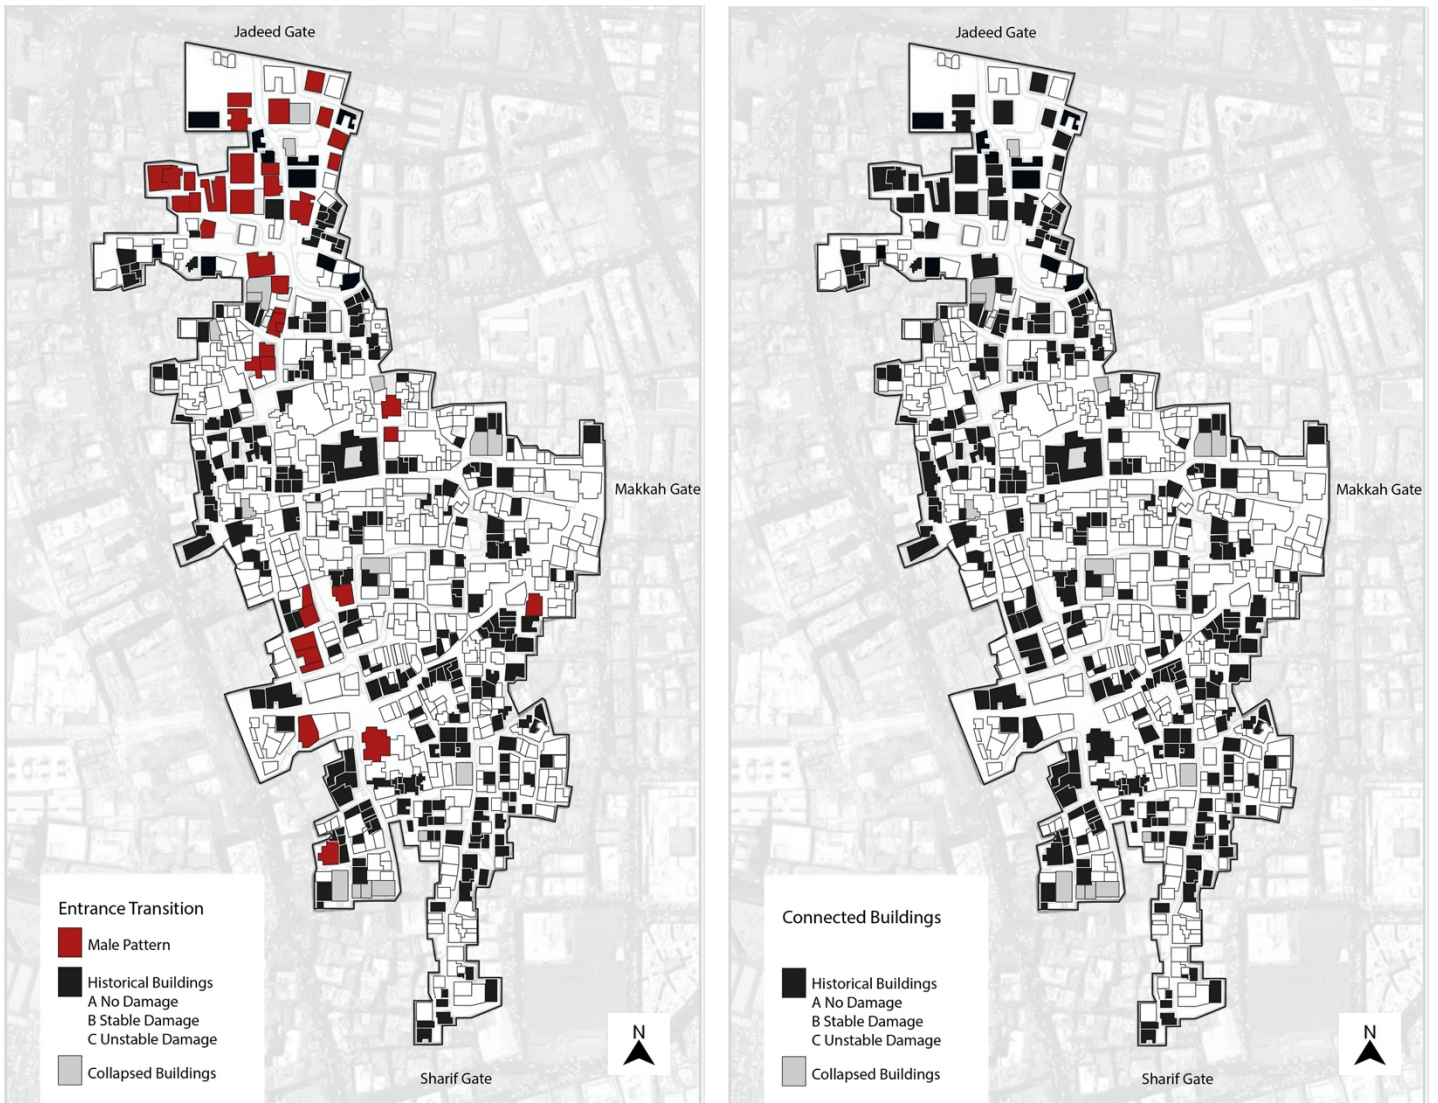 Jadeed Gate
Makkah Gate
Entrance Transition
Male Pattern
Historical Buildings
A No Damage
B Stable Damage
C Unstable Damage
Collapsed Buildings
N
Sharif Gate
Jadeed Gate
Makkah Gate
Connected Buildings
Historical Buildings
A No Damage
B Stable Damage
C Unstable Damage
Collapsed Buildings
N
Sharif Gate